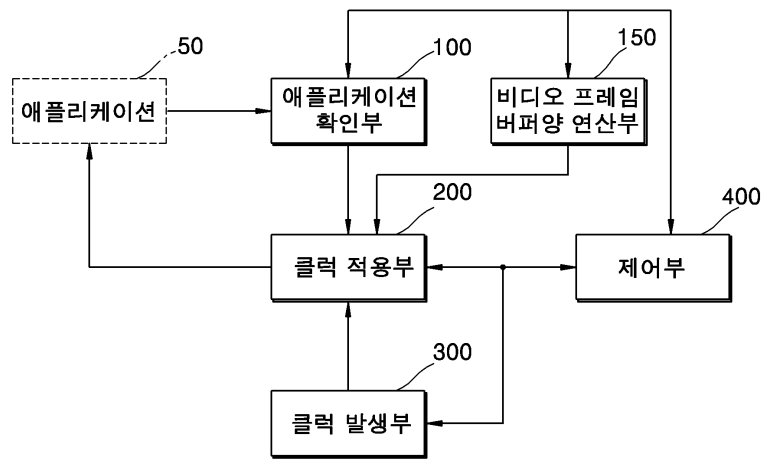 50
애플리케이션
100
애플리케이션
확인부
150
비디오 프레임
버퍼양 연산부
200
클럭 적용부
400
제어부
300
클럭 발생부